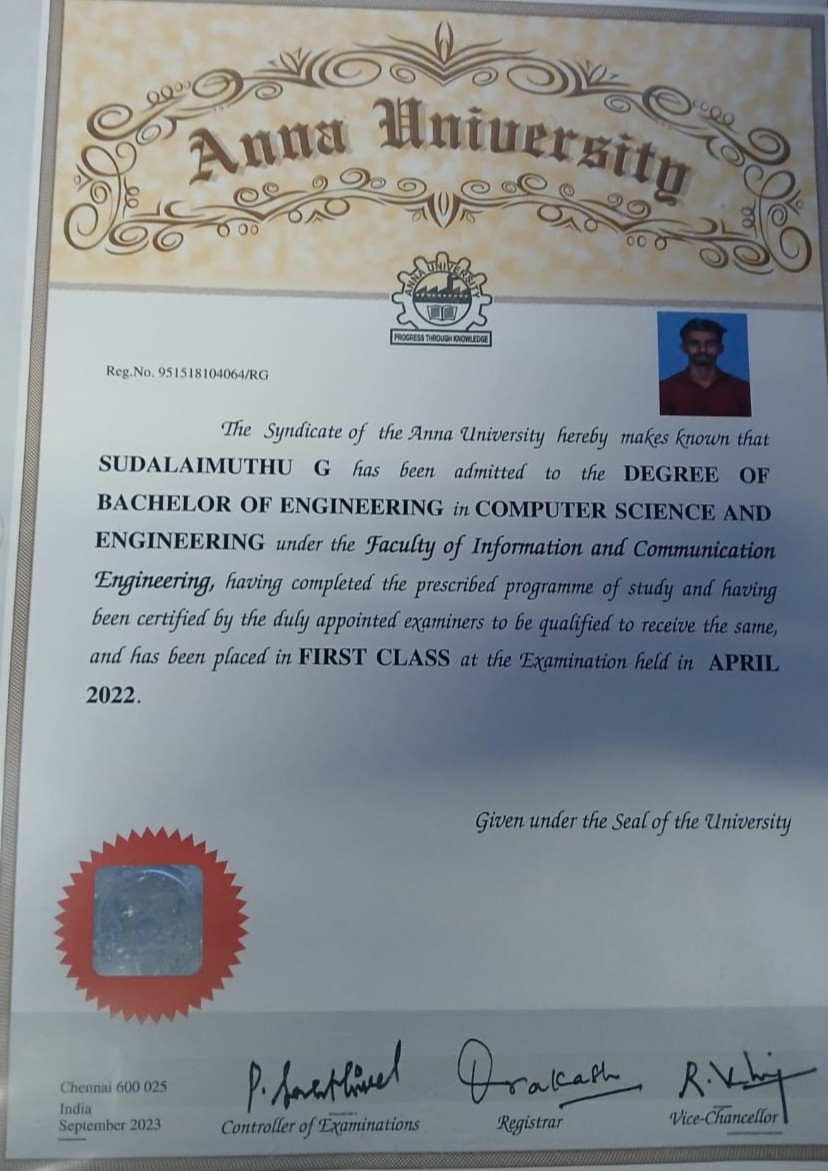 Anna University
ANNA UNIVERSITY
PROGRESS THROUGH KNOWLEDGE
Reg.No. 951518104064/RG
The Syndicate of the Anna University hereby makes known that
SUDALAIMUTHU G has been admitted to the DEGREE OF
BACHELOR OF ENGINEERING in COMPUTER SCIENCE AND
ENGINEERING under the Faculty of Information and Communication
Engineering, having completed the prescribed programme of study and having
been certified by the duly appointed examiners to be qualified to receive the same,
and has been placed in FIRST CLASS at the Examination held in APRIL
2022.
Given under the Seal of the University
Chennai 600 025
India
September 2023
Controller of Examinations
Prakash
Registrar
Vice-Chancellor